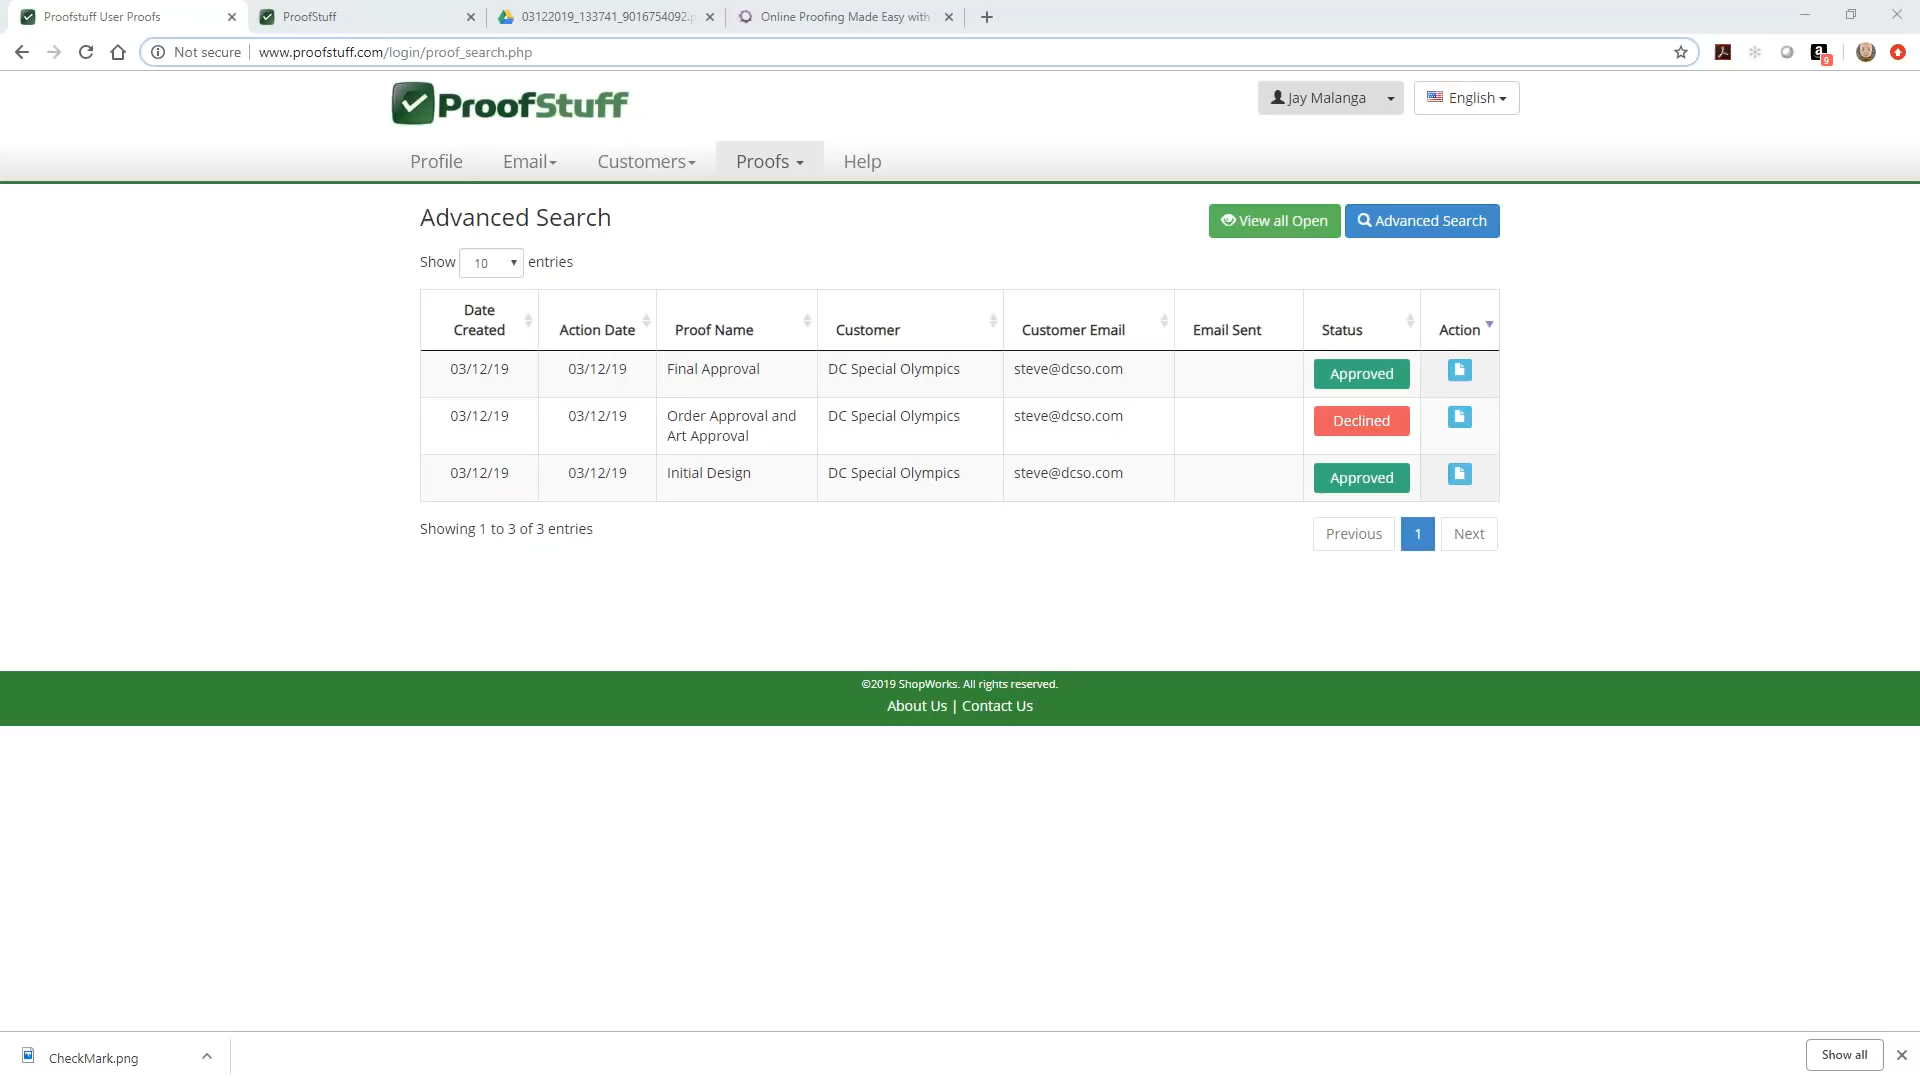 Proofstuff User Proofs
ProofStuff
03122019_133741_9016754092.p
Online Proofing Made Easy with
Not secure
www.proofstuff.com/login/proof_search.php
a
9
ProofStuff
Jay Malanga
English
Profile
Email
Customers
Proofs
Help
Advanced Search
View all Open
Advanced Search
Show 10 entries
Date Created
Action Date
Proof Name
Customer
Customer Email
Email Sent
Status
Action
03/12/19 03/12/19 Final Approval DC Special Olympics steve@dcso.com Approved
03/12/19 03/12/19 Order Approval and DC Special Olympics steve@dcso.com Declined
Art Approval
03/12/19 03/12/19 Initial Design DC Special Olympics steve@dcso.com Approved
Showing 1 to 3 of 3 entries
Previous 1 Next
©2019 ShopWorks. All rights reserved.
About Us | Contact Us
CheckMark.png
Show all